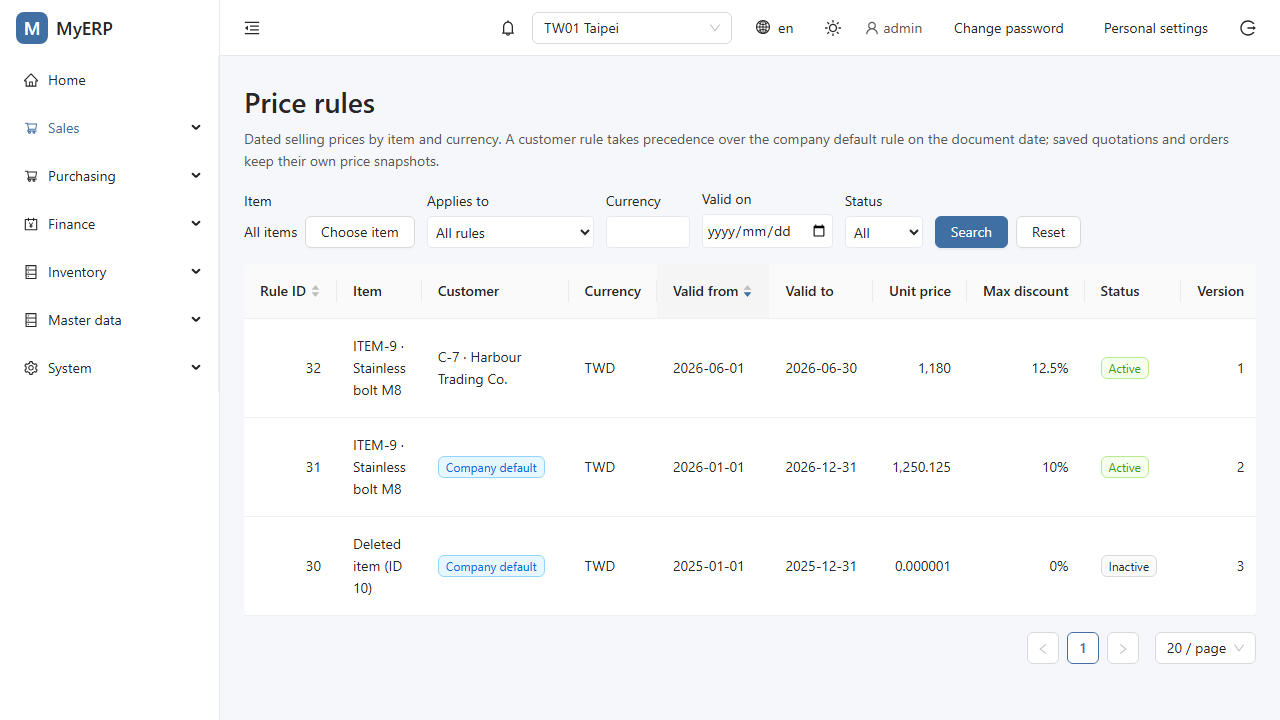 M MyERP
TW01 Taipei
en
admin
Change password
Personal settings
Home
Sales
Purchasing
Finance
Inventory
Master data
System
Price rules
Dated selling prices by item and currency. A customer rule takes precedence over the company default rule on the document date; saved quotations and orders
keep their own price snapshots.
Item
Applies to
Currency
Valid on
Status
All items
Choose item
All rules
yyyy/mm/dd
All
Search
Reset
Rule ID Item Customer Currency Valid from Valid to Unit price Max discount Status Version
32 ITEM-9 · Stainless bolt M8 C-7 · Harbour Trading Co. TWD 2026-06-01 2026-06-30 1,180 12.5% Active 1
31 ITEM-9 · Stainless bolt M8 Company default TWD 2026-01-01 2026-12-31 1,250.125 10% Active 2
30 Deleted item (ID 10) Company default TWD 2025-01-01 2025-12-31 0.000001 0% Inactive 3
1
20 / page